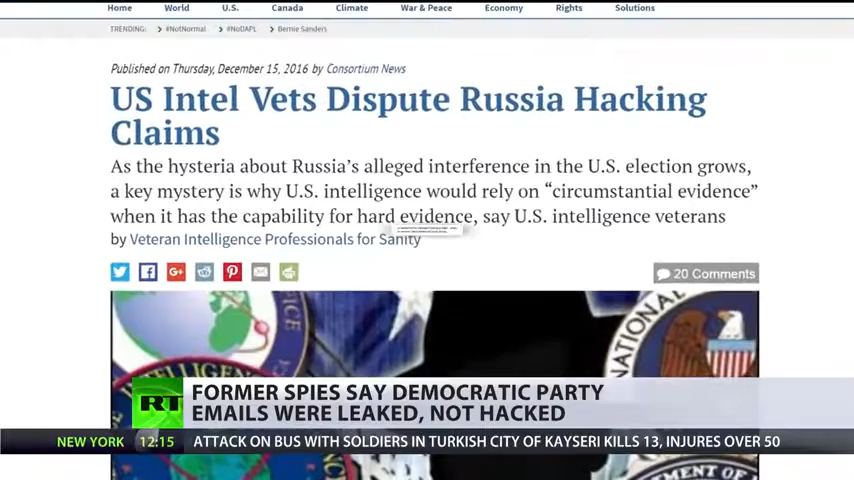 Home World U.S. Canada Climate War & Peace Economy Rights Solutions
TRENDING: > #NotNormal > #NoDAPL > Bernie Sanders
Published on Thursday, December 15, 2016 by Consortium News
US Intel Vets Dispute Russia Hacking
Claims
As the hysteria about Russia's alleged interference in the U.S. election grows,
a key mystery is why U.S. intelligence would rely on “circumstantial evidence”
when it has the capability for hard evidence, say U.S. intelligence veterans
by Veteran Intelligence Professionals for Sanity
20 Comments
RT
FORMER SPIES SAY DEMOCRATIC PARTY
EMAILS WERE LEAKED, NOT HACKED
NEW YORK 12:15 ATTACK ON BUS WITH SOLDIERS IN TURKISH CITY OF KAYSERI KILLS 13, INJURES OVER 50